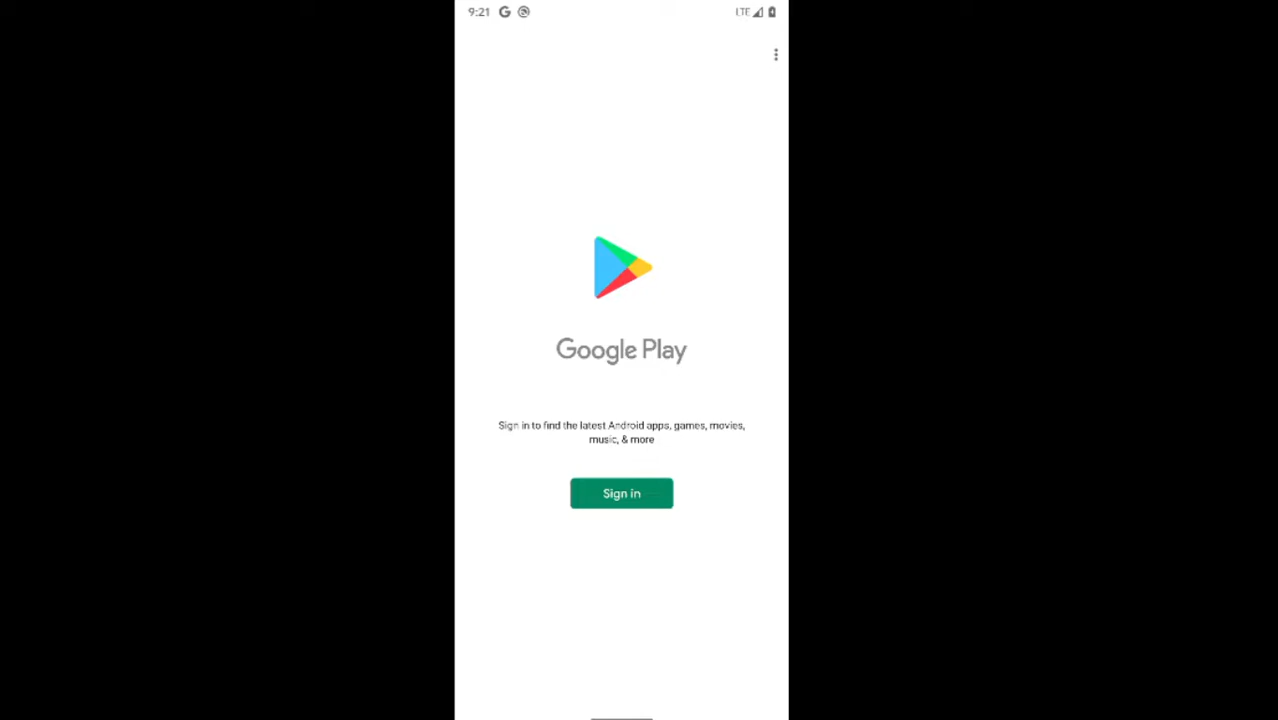 9:21 G LTE
Google Play
Sign in to find the latest Android apps, games, movies,
music, & more
Sign in